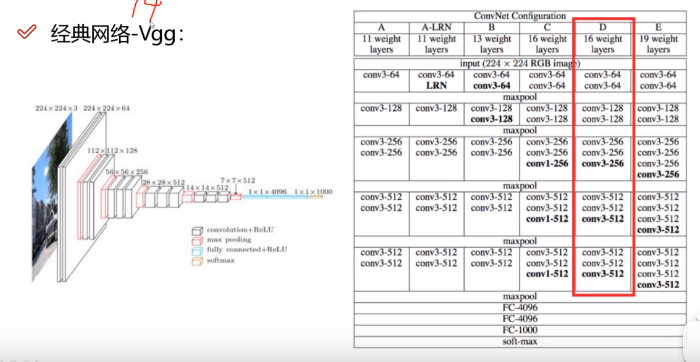 14
经典网络-Vgg：
224×224×3 224×224×64
112×112×128
56×56×256
28×28×512
14×14×512
7×7×512
1×1×4096 1×1×1000
convolution+ReLU
max pooling
fully connected+ReLU
softmax
ConvNet Configuration
A A-LRN B C D E
11 weight 11 weight 13 weight 16 weight 16 weight 19 weight
layers layers layers layers layers layers
input (224 × 224 RGB image)
conv3-64 conv3-64 conv3-64 conv3-64 conv3-64 conv3-64
LRN conv3-64 conv3-64 conv3-64 conv3-64
maxpool
conv3-128 conv3-128 conv3-128 conv3-128 conv3-128 conv3-128
conv3-128 conv3-128 conv3-128 conv3-128
maxpool
conv3-256 conv3-256 conv3-256 conv3-256 conv3-256 conv3-256
conv3-256 conv3-256 conv3-256 conv3-256 conv3-256 conv3-256
conv1-256 conv3-256 conv3-256
conv3-256
maxpool
conv3-512 conv3-512 conv3-512 conv3-512 conv3-512 conv3-512
conv3-512 conv3-512 conv3-512 conv3-512 conv3-512 conv3-512
conv1-512 conv3-512 conv3-512
conv3-512
maxpool
conv3-512 conv3-512 conv3-512 conv3-512 conv3-512 conv3-512
conv3-512 conv3-512 conv3-512 conv3-512 conv3-512 conv3-512
conv1-512 conv3-512 conv3-512
conv3-512
maxpool
FC-4096
FC-4096
FC-1000
soft-max